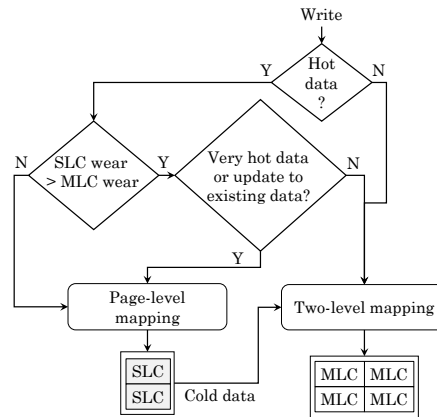 Write
Hot
data
?
Y
N
SLC wear
> MLC wear
N
Y
Very hot data
or update to
existing data?
N
Y
Page-level
mapping
Two-level mapping
SLC
SLC
Cold data
MLC MLC
MLC MLC